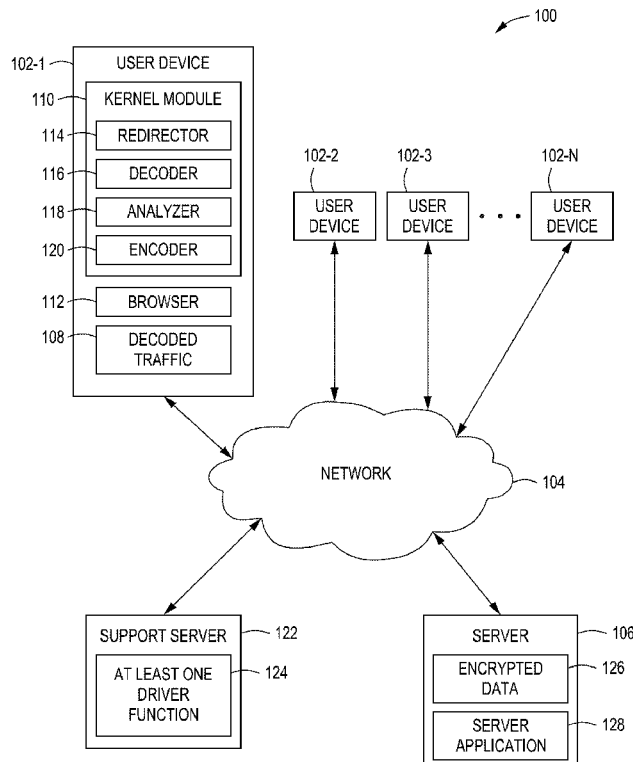 100
102-1
USER DEVICE
110
KERNEL MODULE
114
REDIRECTOR
116
DECODER
118
ANALYZER
120
ENCODER
112
BROWSER
108
DECODED
TRAFFIC
102-2
USER
DEVICE
102-3
USER
DEVICE
102-N
USER
DEVICE
NETWORK
104
SUPPORT SERVER
122
AT LEAST ONE
DRIVER
FUNCTION
124
SERVER
106
ENCRYPTED
DATA
126
SERVER
APPLICATION
128